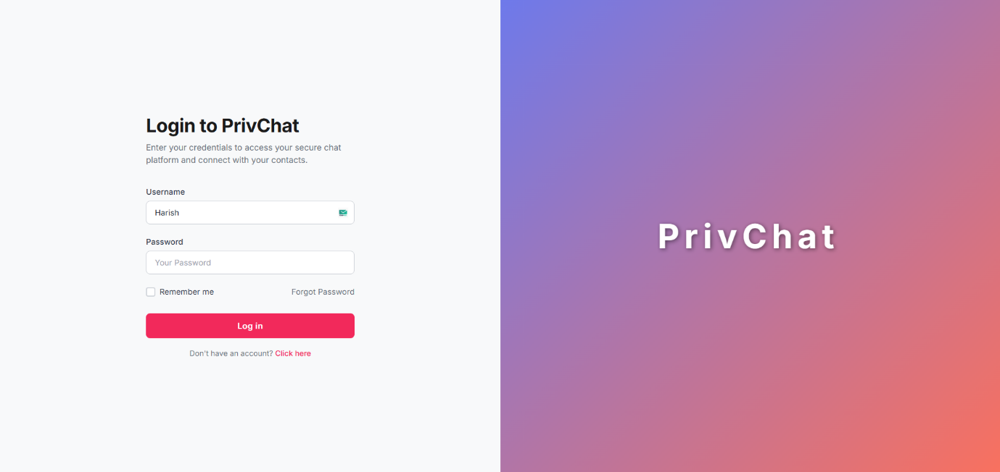 Login to PrivChat
Enter your credentials to access your secure chat
platform and connect with your contacts.
Username
Harish
Password
Your Password
Remember me
Forgot Password
Log in
Don't have an account? Click here
PrivChat